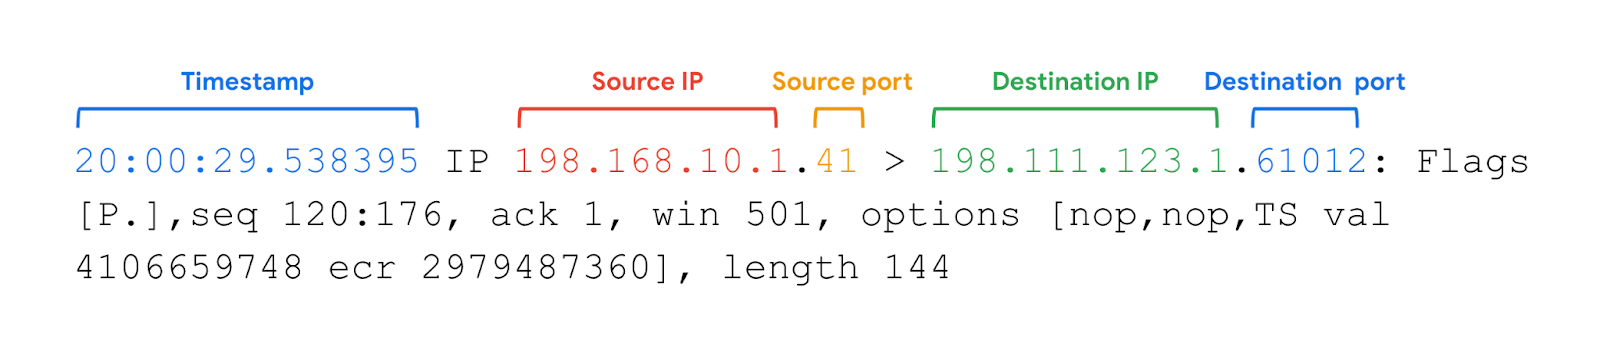 Timestamp Source IP Source port Destination IP Destination port
20:00:29.538395 IP 198.168.10.1.41 > 198.111.123.1.61012: Flags
[P.],seq 120:176, ack 1, win 501, options [nop,nop,TS val
4106659748 ecr 2979487360], length 144